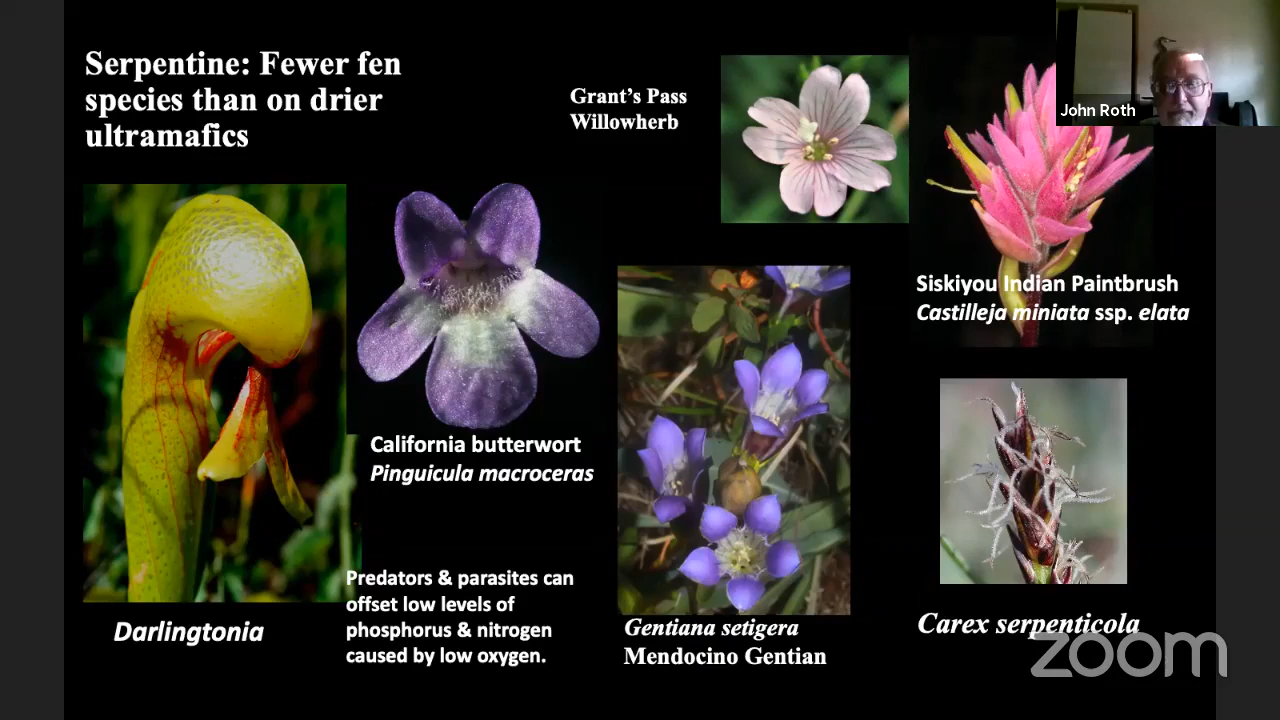 Serpentine: Fewer fen
species than on drier
ultramafics
Grant's Pass
Willowherb
John Roth
Siskiyou Indian Paintbrush
Castilleja miniata ssp. elata
California butterwort
Pinguicula macroceras
Predators & parasites can
offset low levels of
phosphorus & nitrogen
caused by low oxygen.
Darlingtonia
Gentiana setigera
Mendocino Gentian
Carex serpenticola
zoom